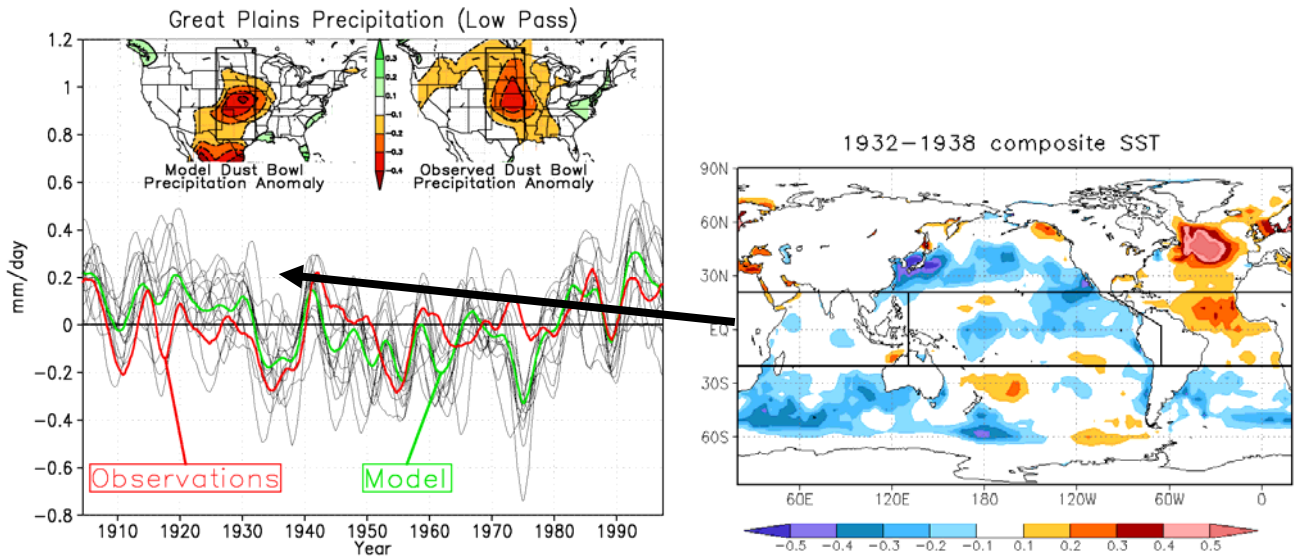 Great Plains Precipitation (Low Pass)
1.2
1
0.8
0.6
0.4
0.2
0
−0.2
−0.4
−0.6
−0.8
mm/day
0.3
0.2
0.1
−0.1
−0.2
−0.3
−0.4
Model Dust Bowl
Precipitation Anomaly
Observed Dust Bowl
Precipitation Anomaly
Observations
Model
1910 1920 1930 1940 1950 1960 1970 1980 1990
Year
1932−1938 composite SST
90N
60N
30N
EQ
30S
60S
60E 120E 180 120W 60W 0
−0.5 −0.4 −0.3 −0.2 −0.1 0.1 0.2 0.3 0.4 0.5